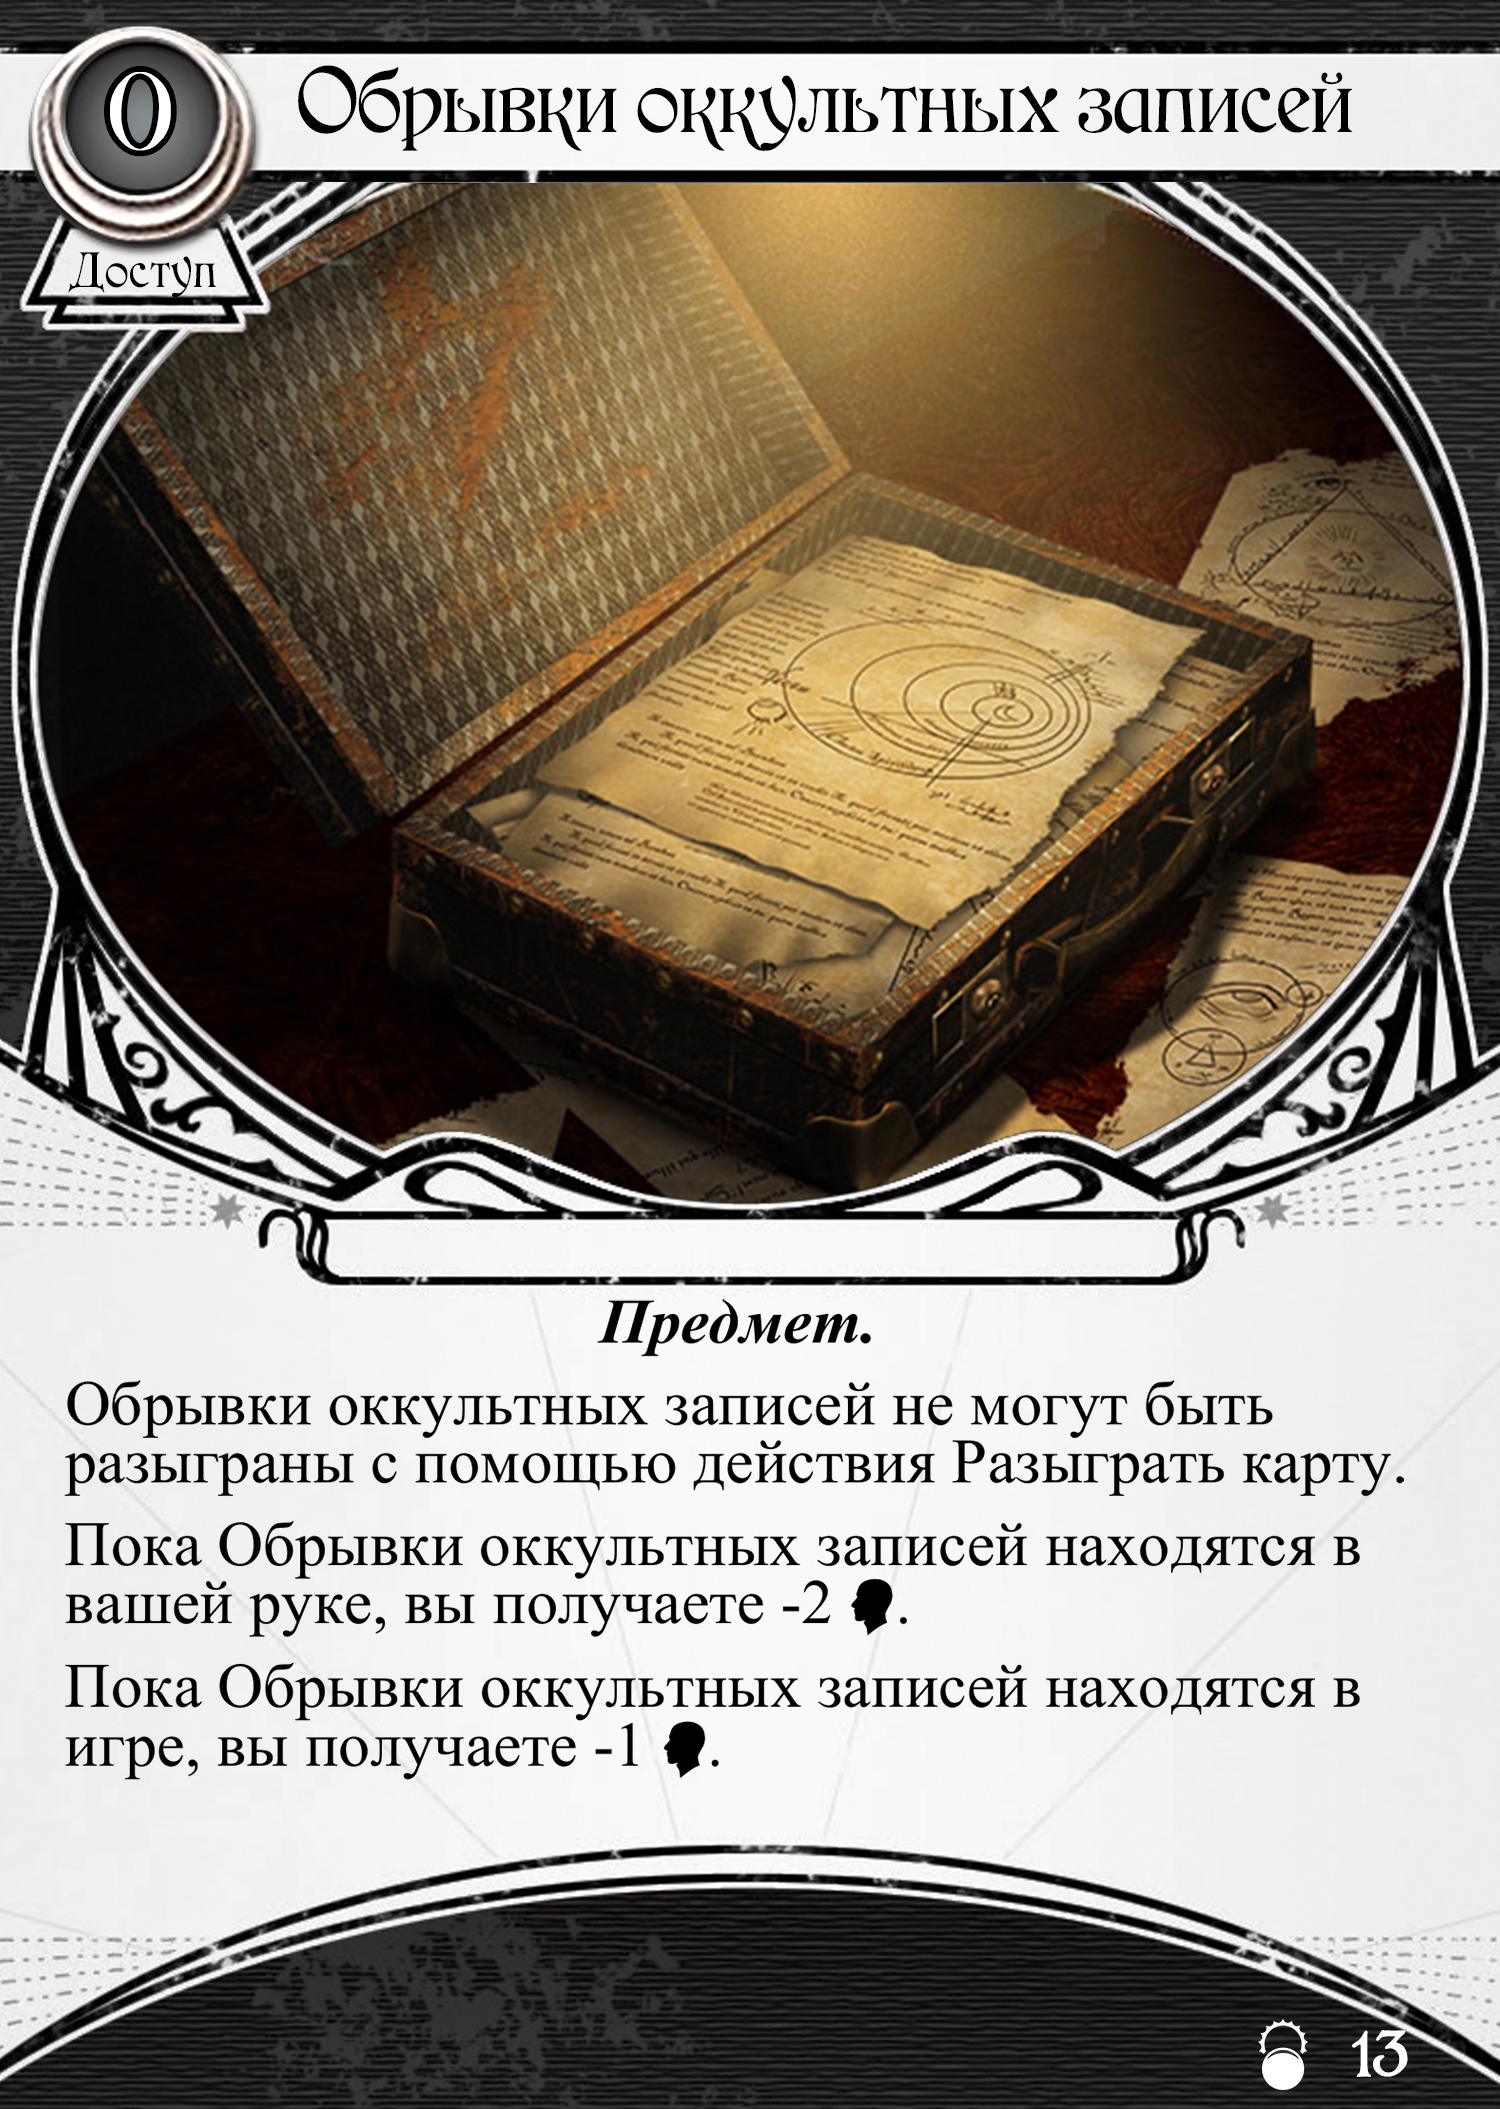 0
Обрывки оккультных записей
Доступ
Предмет.
Обрывки оккультных записей не могут быть
разыграны с помощью действия Разыграть карту.
Пока Обрывки оккультных записей находятся в
вашей руке, вы получаете -2
Пока Обрывки оккультных записей находятся в
игре, вы получаете -1
13